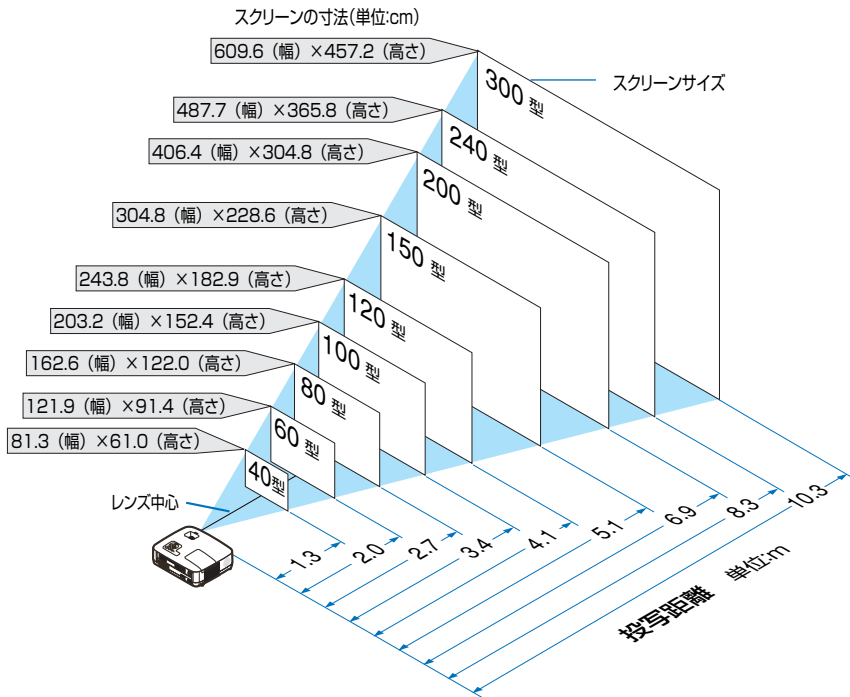 スクリーンの寸法(単位:cm)
609.6（幅）×457.2（高さ）
スクリーンサイズ
300 型
487.7（幅）×365.8（高さ）
240 型
406.4（幅）×304.8（高さ）
200 型
304.8（幅）×228.6（高さ）
150 型
243.8（幅）×182.9（高さ）
120 型
203.2（幅）×152.4（高さ）
100 型
162.6（幅）×122.0（高さ）
80 型
121.9（幅）×91.4（高さ）
60 型
81.3（幅）×61.0（高さ）
40型
レンズ中心
1.3
2.0
2.7
3.4
4.1
5.1
6.9
8.3
10.3
投写距離 単位:m